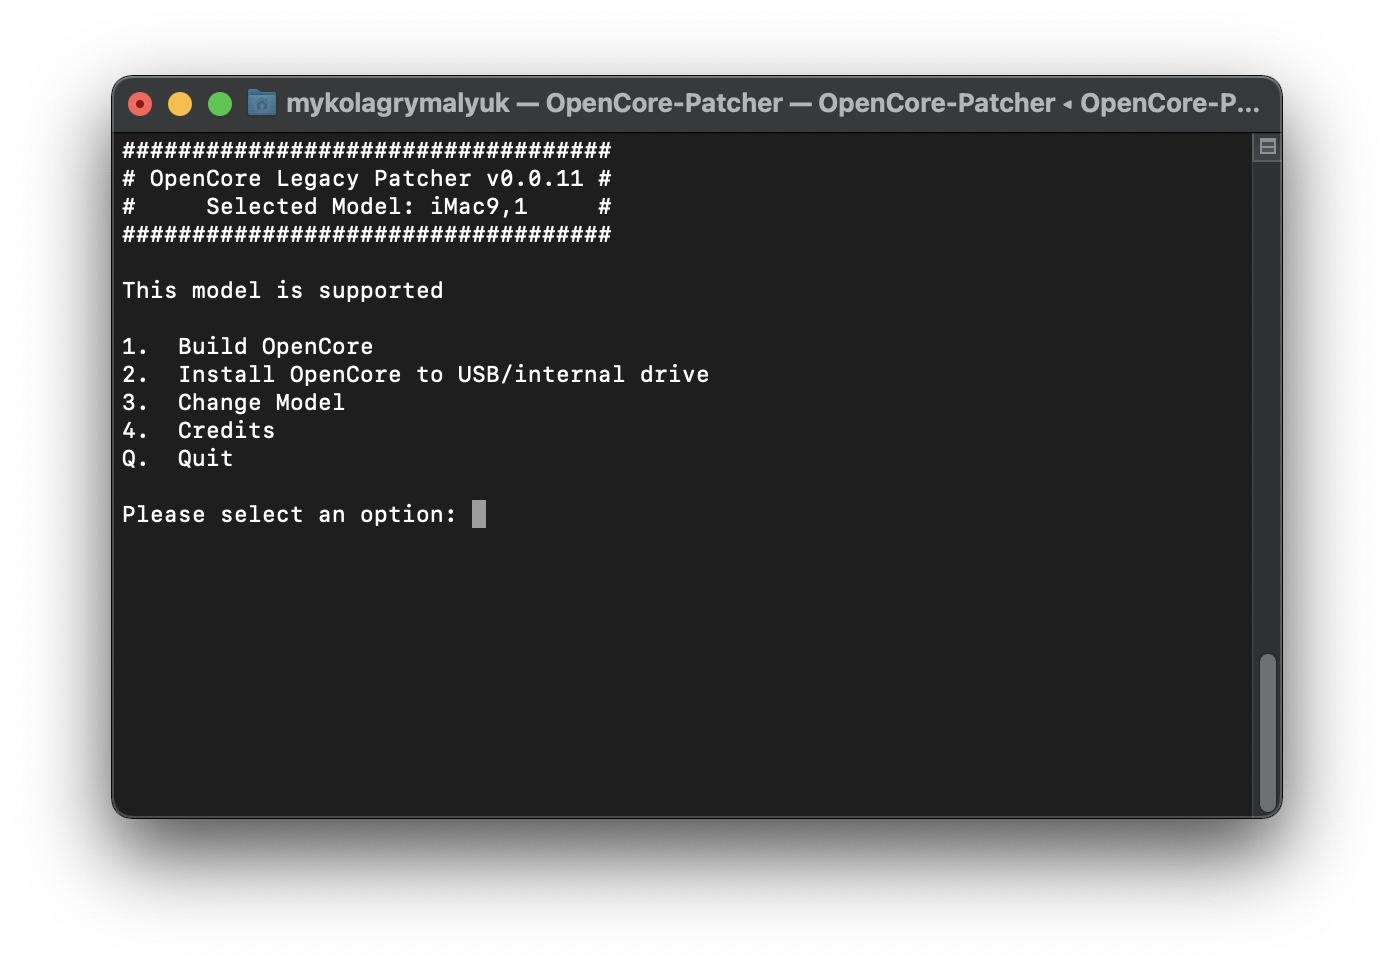 mykolagrymalyuk — OpenCore-Patcher — OpenCore-Patcher ◂ OpenCore-P...
###################################
# OpenCore Legacy Patcher v0.0.11 #
#     Selected Model: iMac9,1     #
###################################
This model is supported
1.  Build OpenCore
2.  Install OpenCore to USB/internal drive
3.  Change Model
4.  Credits
Q.  Quit
Please select an option: